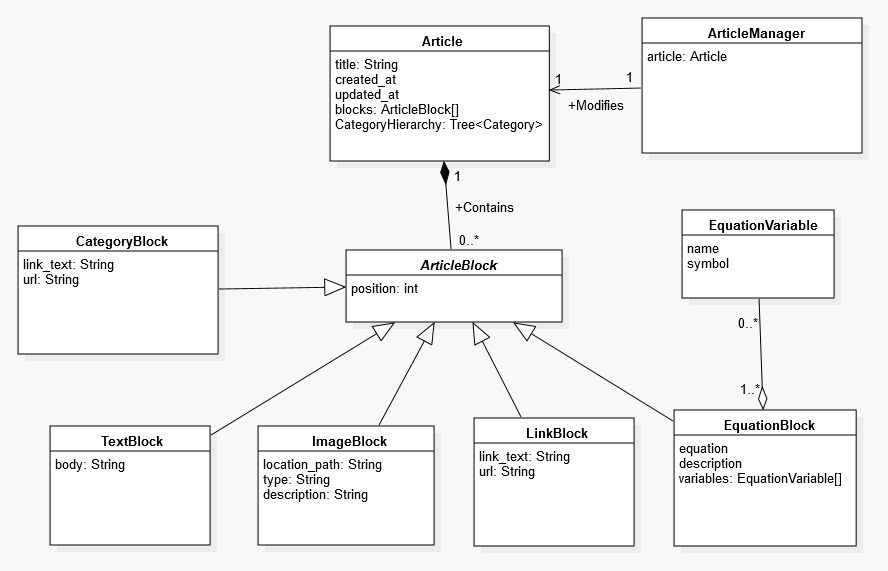 Article
title: String
created_at
updated_at
blocks: ArticleBlock[]
CategoryHierarchy: Tree<Category>
ArticleManager
article: Article
1
1
+Modifies
1
+Contains
0..*
CategoryBlock
link_text: String
url: String
ArticleBlock
position: int
EquationVariable
name
symbol
0..*
1..*
TextBlock
body: String
ImageBlock
location_path: String
type: String
description: String
LinkBlock
link_text: String
url: String
EquationBlock
equation
description
variables: EquationVariable[]